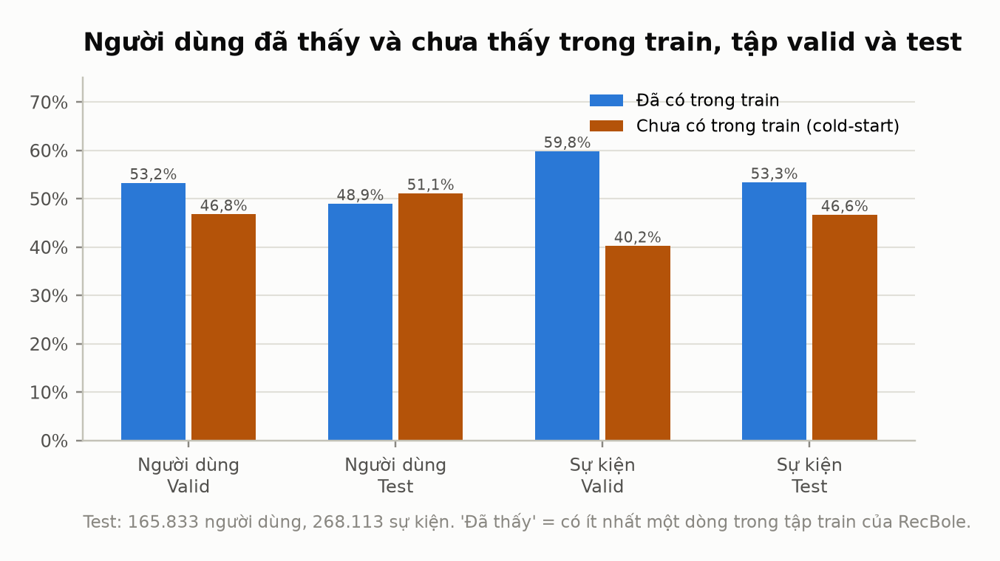 Người dùng đã thấy và chưa thấy trong train, tập valid và test
70%
60%
50%
40%
30%
20%
10%
0%
Đã có trong train
Chưa có trong train (cold-start)
53,2%
46,8%
48,9%
51,1%
59,8%
40,2%
53,3%
46,6%
Người dùng
Valid
Người dùng
Test
Sự kiện
Valid
Sự kiện
Test
Test: 165.833 người dùng, 268.113 sự kiện. 'Đã thấy' = có ít nhất một dòng trong tập train của RecBole.